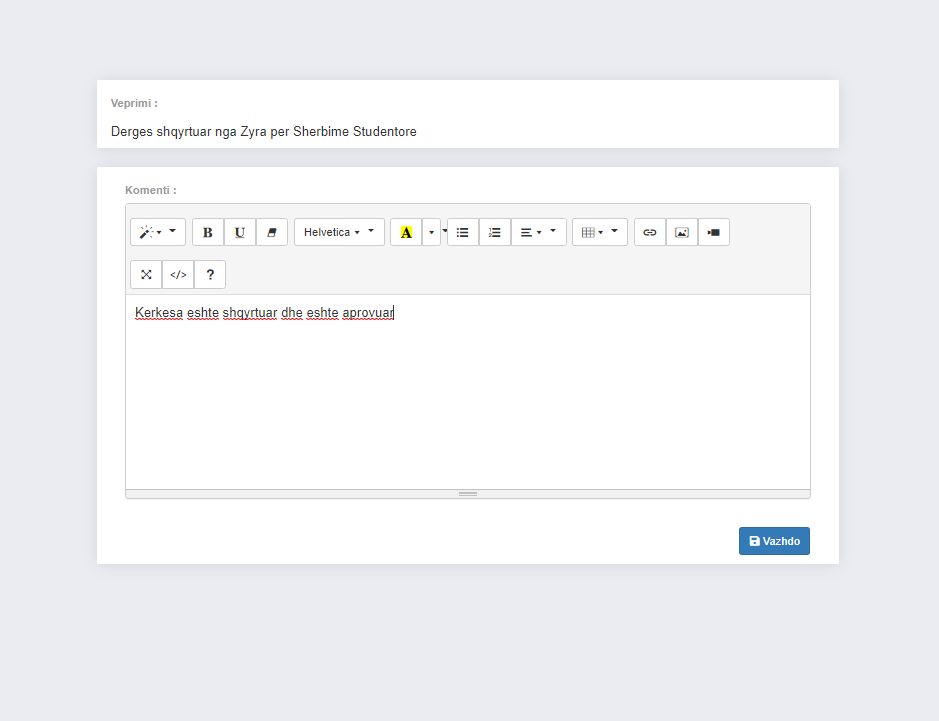 Veprimi :
Derges shqyrtuar nga Zyra per Sherbime Studentore
Komenti :
B U Helvetica A
</> ?
Kerkesa eshte shqyrtuar dhe eshte aprovuar
Vazhdo